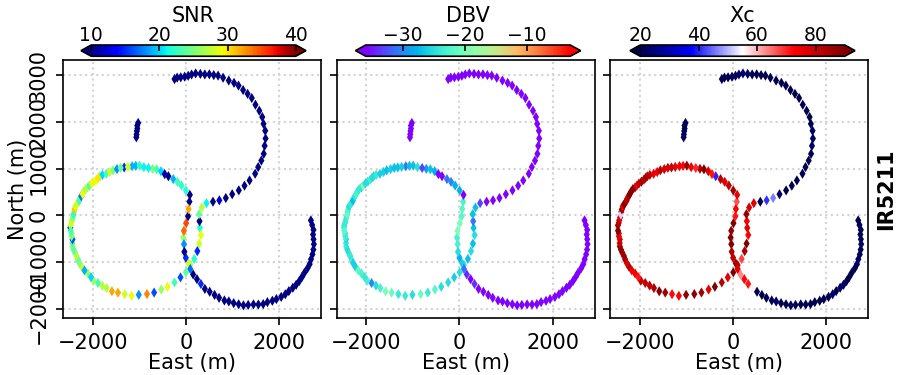 SNR DBV Xc
10 20 30 40 −30 −20 −10 20 40 60 80
3000
2000
1000
0
−1000
−2000
North (m)
IR5211
−2000 0 2000 −2000 0 2000 −2000 0 2000
East (m) East (m) East (m)